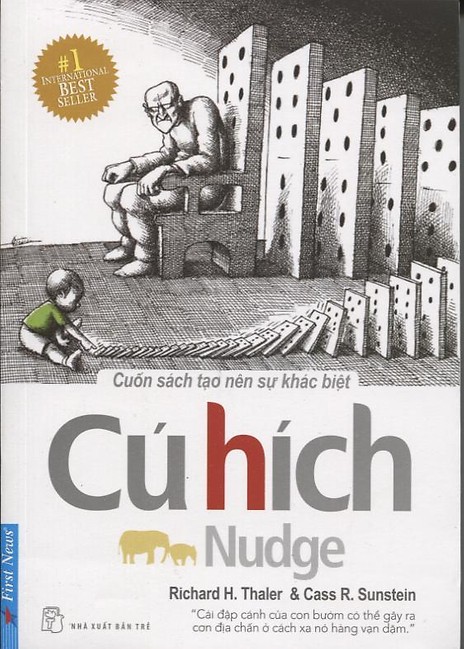 #1
INTERNATIONAL
BEST
SELLER
Cuốn sách tạo nên sự khác biệt
Cú hích
Nudge
Richard H. Thaler & Cass R. Sunstein
"Cái đập cánh của con bướm có thể gây ra
cơn địa chấn ở cách xa nó hàng vạn dặm."
First News
NHÀ XUẤT BẢN TRẺ